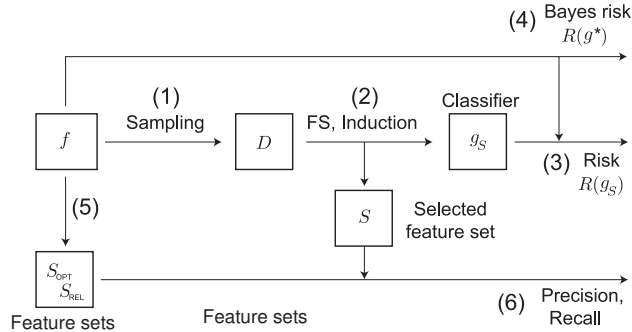 (4) Bayes risk
R(g*)
(1) (2) Classifier
Sampling FS, Induction
f D g_S
(3) Risk
R(g_S)
(5)
S Selected
feature set
S_OPT
S_REL
(6) Precision,
Recall
Feature sets Feature sets